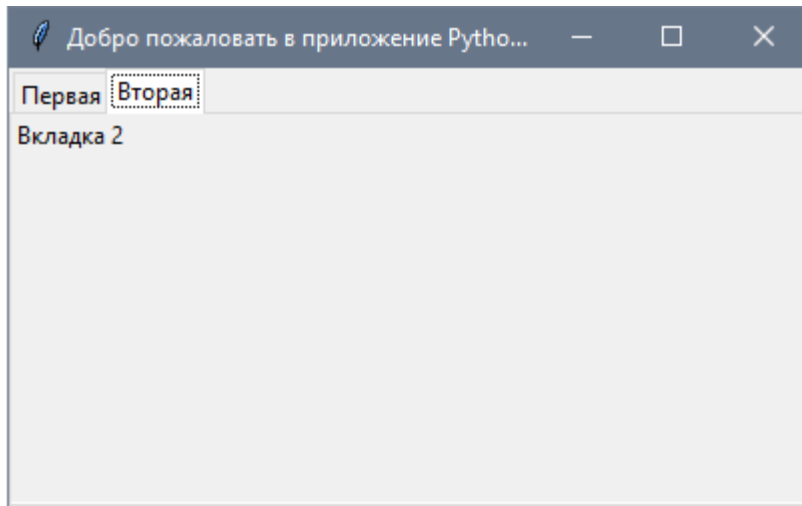 Добро пожаловать в приложение Pytho...
Первая Вторая
Вкладка 2